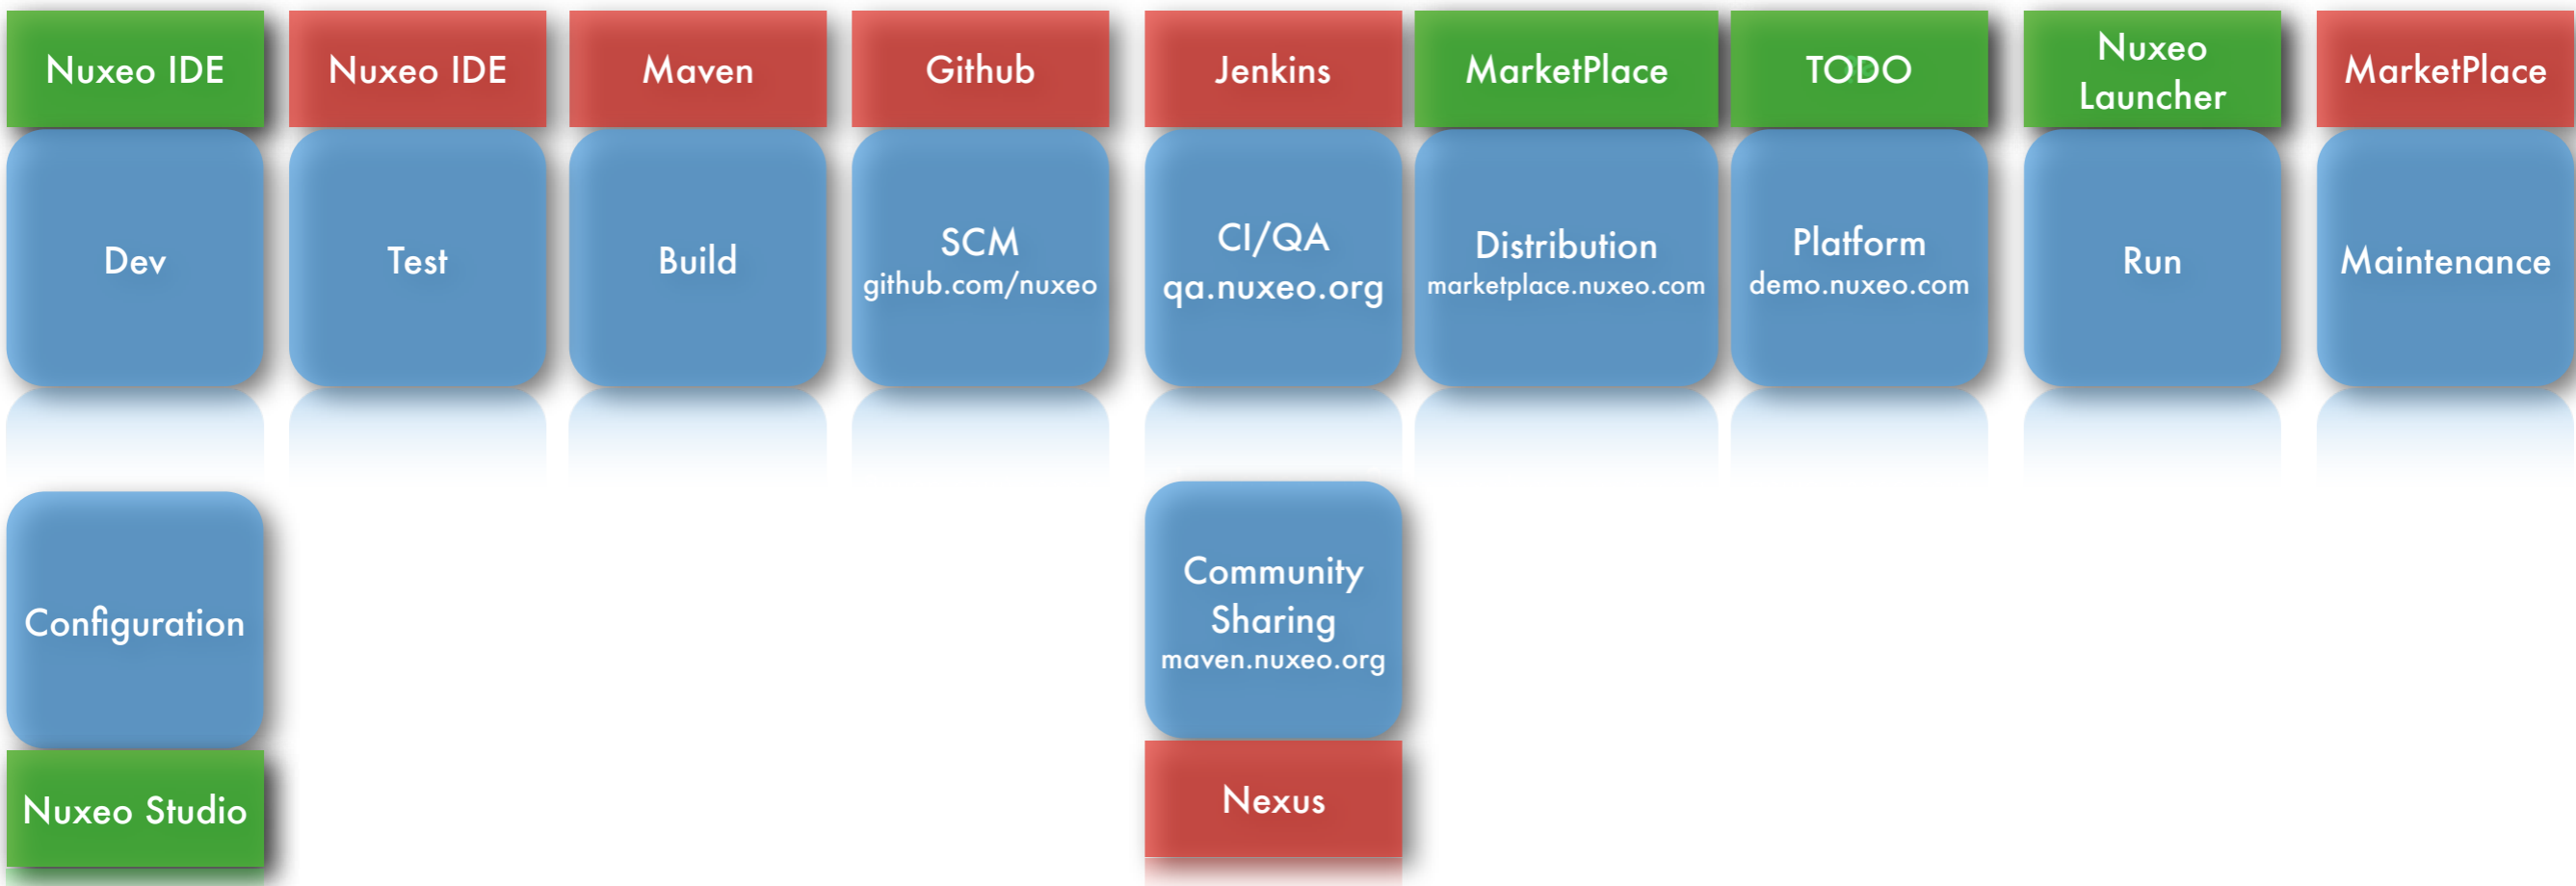 Nuxeo IDE
Nuxeo IDE
Maven
Github
Jenkins
MarketPlace
TODO
Nuxeo
Launcher
MarketPlace
Dev
Test
Build
SCM
github.com/nuxeo
CI/QA
qa.nuxeo.org
Distribution
marketplace.nuxeo.com
Platform
demo.nuxeo.com
Run
Maintenance
Configuration
Nuxeo Studio
Community
Sharing
maven.nuxeo.org
Nexus